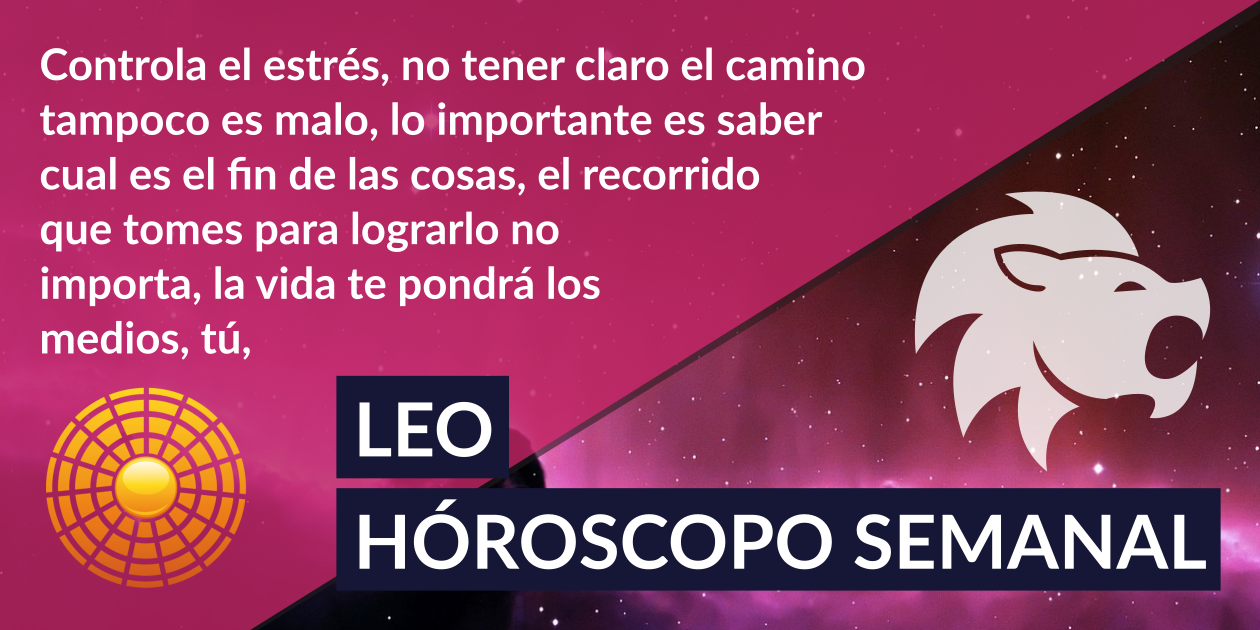 Controla el estrés, no tener claro el camino
tampoco es malo, lo importante es saber
cual es el fin de las cosas, el recorrido
que tomes para lograrlo no
importa, la vida te pondrá los
medios, tú,
LEO
HÓROSCOPO SEMANAL